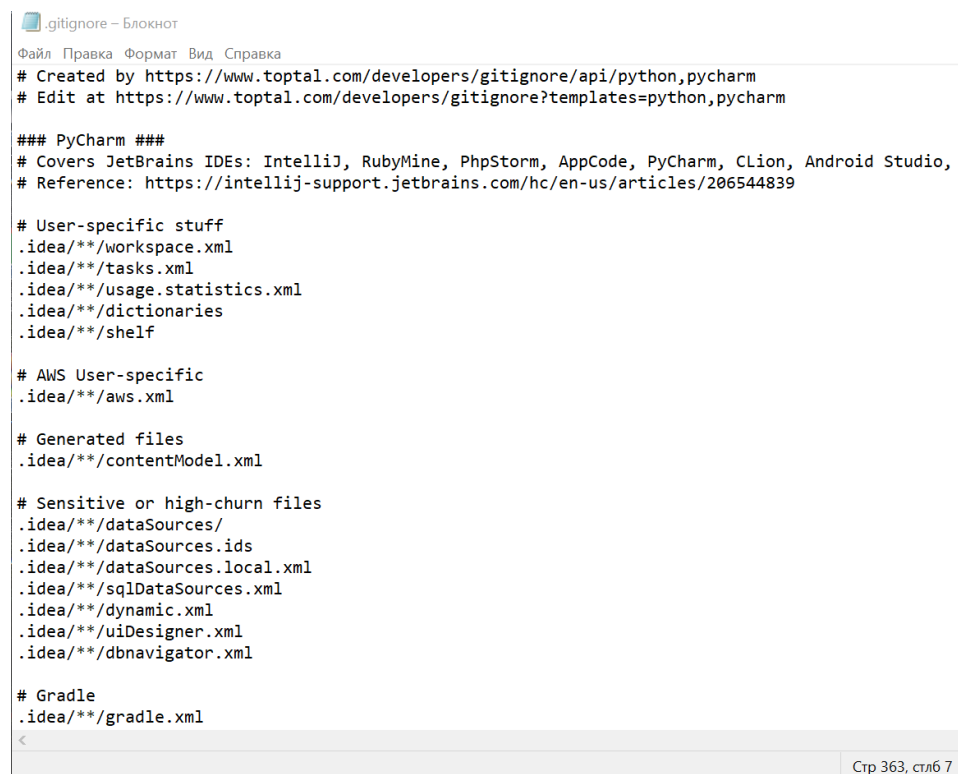 .gitignore – Блокнот
Файл Правка Формат Вид Справка
# Created by https://www.toptal.com/developers/gitignore/api/python,pycharm
# Edit at https://www.toptal.com/developers/gitignore?templates=python,pycharm
### PyCharm ###
# Covers JetBrains IDEs: IntelliJ, RubyMine, PhpStorm, AppCode, PyCharm, CLion, Android Studio,
# Reference: https://intellij-support.jetbrains.com/hc/en-us/articles/206544839
# User-specific stuff
.idea/**/workspace.xml
.idea/**/tasks.xml
.idea/**/usage.statistics.xml
.idea/**/dictionaries
.idea/**/shelf
# AWS User-specific
.idea/**/aws.xml
# Generated files
.idea/**/contentModel.xml
# Sensitive or high-churn files
.idea/**/dataSources/
.idea/**/dataSources.ids
.idea/**/dataSources.local.xml
.idea/**/sqlDataSources.xml
.idea/**/dynamic.xml
.idea/**/uiDesigner.xml
.idea/**/dbnavigator.xml
# Gradle
.idea/**/gradle.xml
Стр 363, стлб 7